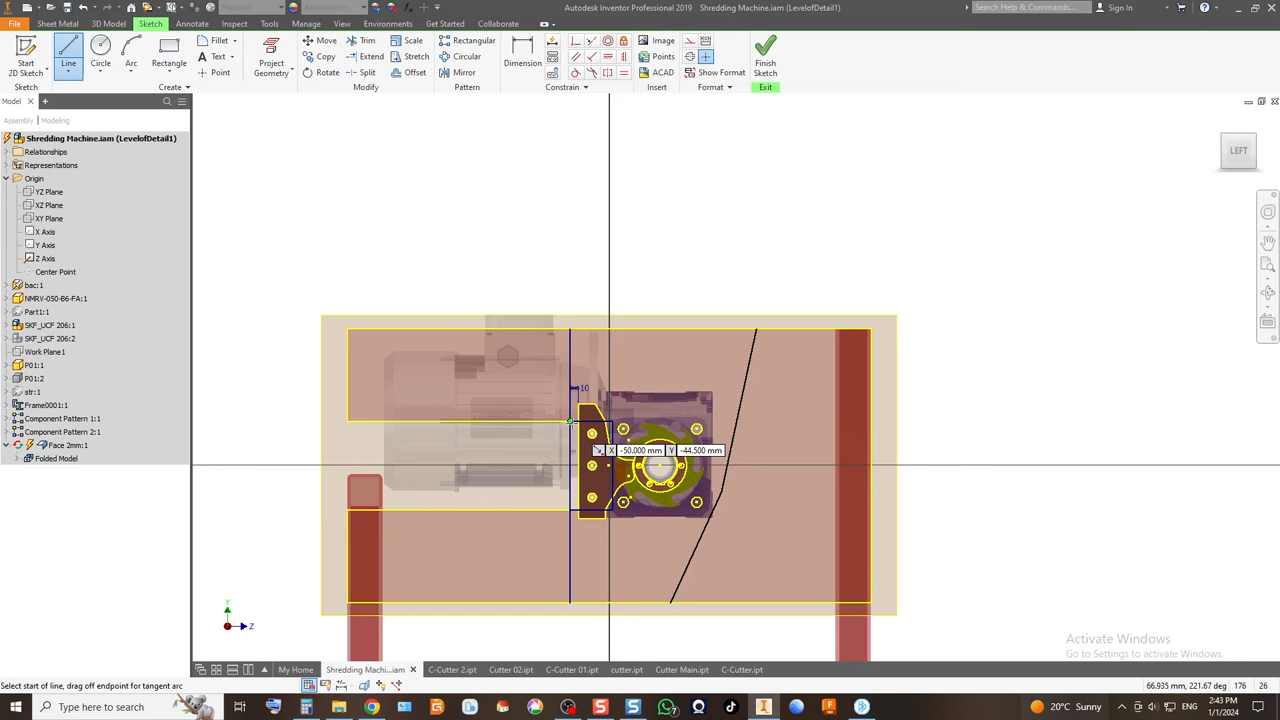 Autodesk Inventor Professional 2019   Shredding Machine.iam (LevelofDetail1)
Search Help & Commands...
Sign In
File Sheet Metal 3D Model Sketch Annotate Inspect Tools Manage View Environments Get Started Collaborate
Start 2D Sketch
Line
Circle
Arc
Rectangle
Fillet
Text
Point
Project Geometry
Move
Copy
Rotate
Trim
Extend
Split
Scale
Stretch
Offset
Rectangular
Circular
Mirror
Dimension
Image
Points
ACAD
Show Format
Finish Sketch
Sketch
Create
Modify
Pattern
Constrain
Insert
Format
Exit
Model
Assembly Modeling
Shredding Machine.iam (LevelofDetail1)
Relationships
Representations
Origin
YZ Plane
XZ Plane
XY Plane
X Axis
Y Axis
Z Axis
Center Point
bac:1
NMRV-050-B6-FA:1
Part1:1
SKF_UCF 206:1
SKF_UCF 206:2
Work Plane1
P01:1
P01:2
str:1
Frame0001:1
Component Pattern 1:1
Component Pattern 2:1
Face 2mm:1
Folded Model
LEFT
10
X -50.000 mm Y -44.500 mm
Y
Z
Activate Windows
Go to Settings to activate Windows.
My Home
Shredding Machi...iam
C-Cutter 2.ipt
Cutter 02.ipt
C-Cutter 01.ipt
cutter.ipt
Cutter Main.ipt
C-Cutter.ipt
Select start of line, drag off endpoint for tangent arc
66.935 mm, 221.67 deg 176 26
Type here to search
20°C Sunny
2:43 PM
1/1/2024